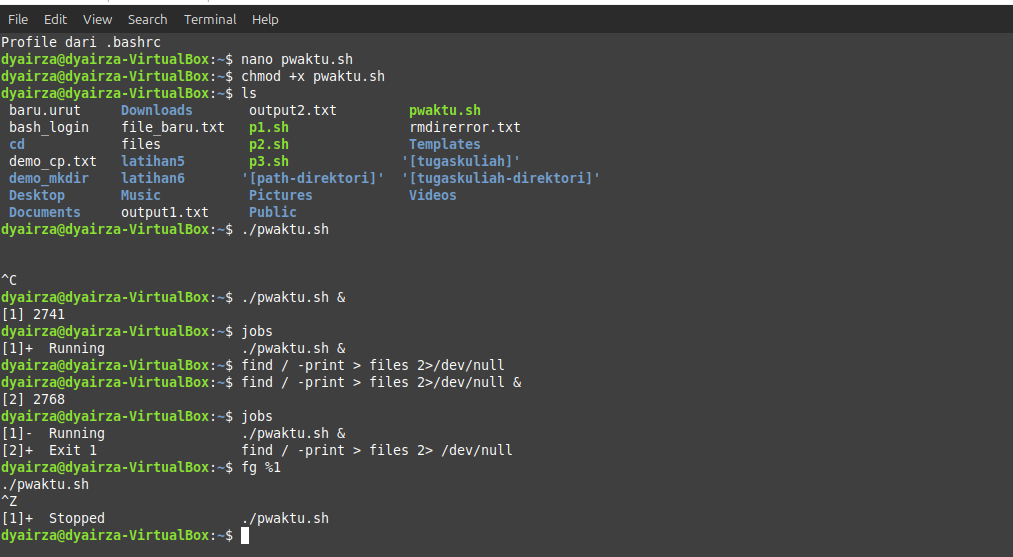 File Edit View Search Terminal Help
Profile dari .bashrc
dyairza@dyairza-VirtualBox:~$ nano pwaktu.sh
dyairza@dyairza-VirtualBox:~$ chmod +x pwaktu.sh
dyairza@dyairza-VirtualBox:~$ ls
baru.urut Downloads output2.txt pwaktu.sh
bash_login file_baru.txt p1.sh rmdirerror.txt
cd files p2.sh Templates
demo_cp.txt latihan5 p3.sh '[tugaskuliah]'
demo_mkdir latihan6 '[path-direktori]' '[tugaskuliah-direktori]'
Desktop Music Pictures Videos
Documents output1.txt Public
dyairza@dyairza-VirtualBox:~$ ./pwaktu.sh
^C
dyairza@dyairza-VirtualBox:~$ ./pwaktu.sh &
[1] 2741
dyairza@dyairza-VirtualBox:~$ jobs
[1]+ Running ./pwaktu.sh &
dyairza@dyairza-VirtualBox:~$ find / -print > files 2>/dev/null
dyairza@dyairza-VirtualBox:~$ find / -print > files 2>/dev/null &
[2] 2768
dyairza@dyairza-VirtualBox:~$ jobs
[1]- Running ./pwaktu.sh &
[2]+ Exit 1 find / -print > files 2> /dev/null
dyairza@dyairza-VirtualBox:~$ fg %1
./pwaktu.sh
^Z
[1]+ Stopped ./pwaktu.sh
dyairza@dyairza-VirtualBox:~$